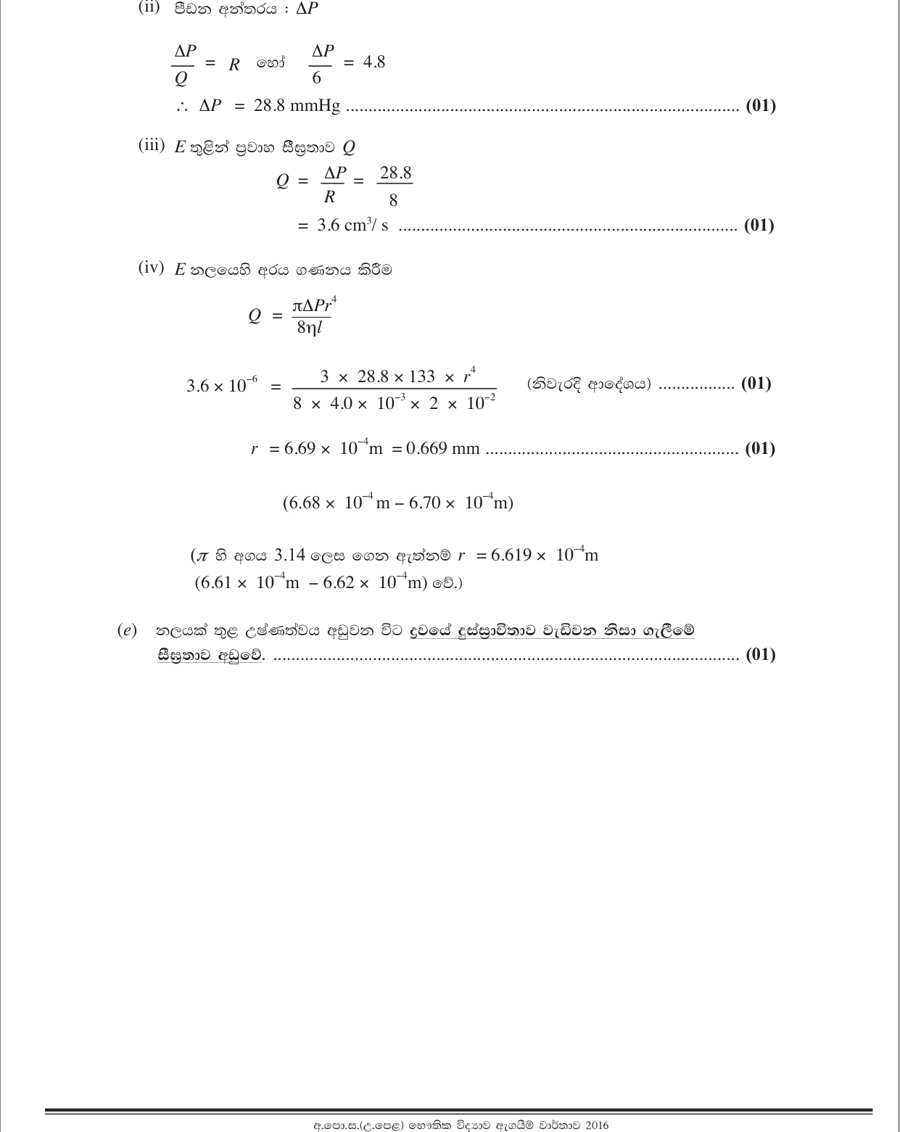 (ii) පීඩන අන්තරය : ΔP
ΔP/Q = R හෝ ΔP/6 = 4.8
∴ ΔP = 28.8 mmHg ........................................................................................ (01)
(iii) E තුළින් ප්‍රවාහ සීඝ්‍රතාව Q
Q = ΔP/R = 28.8/8
= 3.6 cm³/ s ........................................................................... (01)
(iv) E නලයෙහි අරය ගණනය කිරීම
Q = πΔPr⁴/8ηl
3.6 × 10⁻⁶ = 3 × 28.8 × 133 × r⁴/8 × 4.0 × 10⁻³ × 2 × 10⁻² (නිවැරදි ආදේශය) ................. (01)
r = 6.69 × 10⁻⁴m = 0.669 mm ........................................................ (01)
(6.68 × 10⁻⁴ m – 6.70 × 10⁻⁴m)
(π හි අගය 3.14 ලෙස ගෙන ඇත්නම් r = 6.619 × 10⁻⁴m
(6.61 × 10⁻⁴m – 6.62 × 10⁻⁴m) වේ.)
(e) නලයක් තුළ උෂ්ණත්වය අඩුවන විට ද්‍රවයේ දුස්ස්‍රාවිතාව වැඩිවන නිසා ගැලීමේ
සීඝ්‍රතාව අඩුවේ. ....................................................................................................... (01)
අ.පො.ස.(උ.පෙළ) භෞතික විද්‍යාව ඇගයීම් වාර්තාව 2016